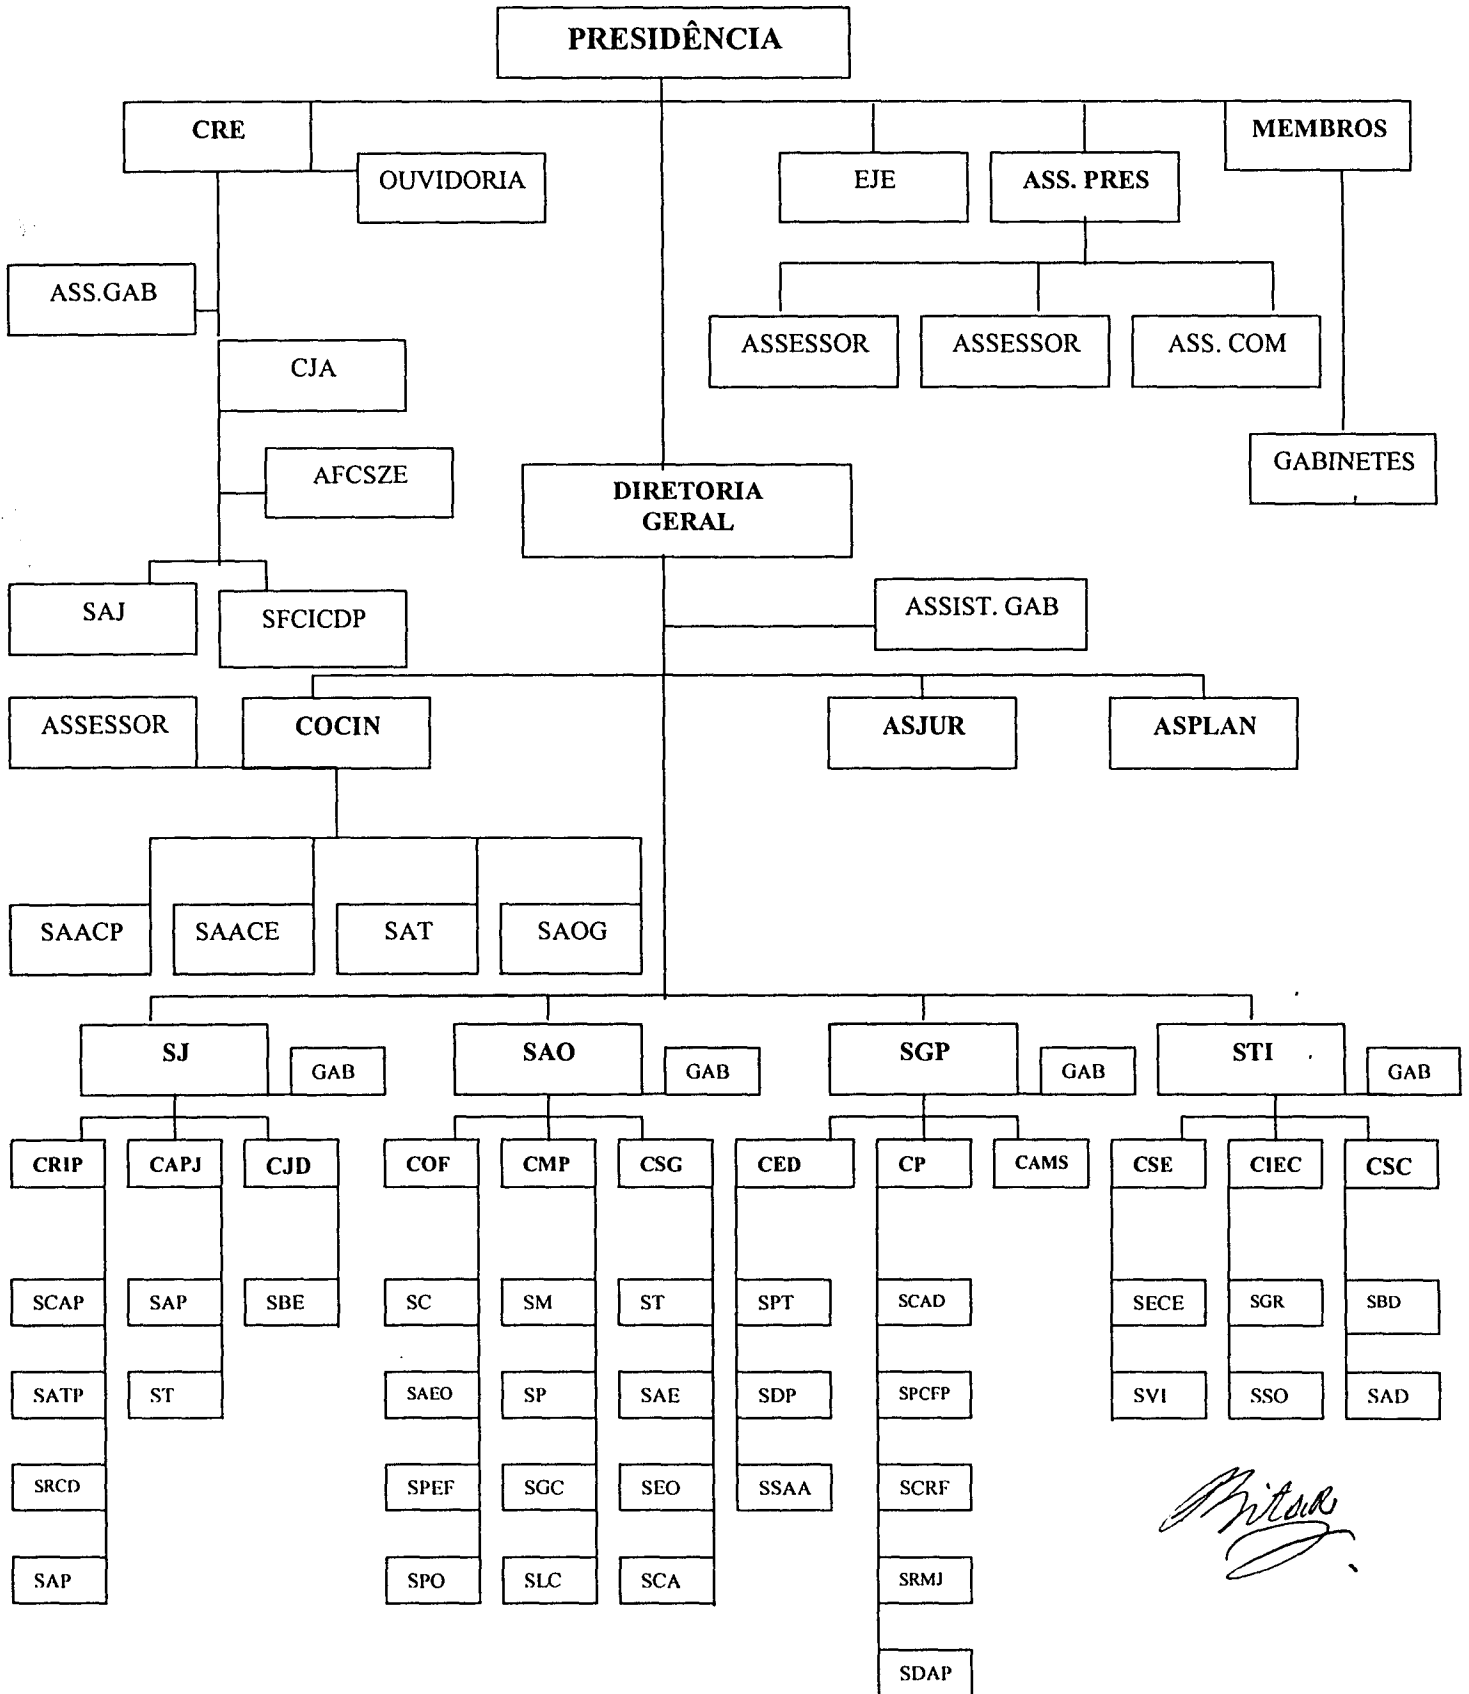 PRESIDÊNCIA
CRE
MEMBROS
OUVIDORIA
EJE
ASS. PRES
ASS.GAB
ASSESSOR
ASSESSOR
ASS. COM
CJA
AFCSZE
GABINETES
DIRETORIA
GERAL
SAJ
SFCICDP
ASSIST. GAB
ASSESSOR
COCIN
ASJUR
ASPLAN
SAACP
SAACE
SAT
SAOG
SJ
GAB
SAO
GAB
SGP
GAB
STI
GAB
CRIP
CAPJ
CJD
COF
CMP
CSG
CED
CP
CAMS
CSE
CIEC
CSC
SCAP
SAP
SBE
SC
SM
ST
SPT
SCAD
SECE
SGR
SBD
SATP
ST
SAEO
SP
SAE
SDP
SPCFP
SVI
SSO
SAD
SRCD
SPEF
SGC
SEO
SSAA
SCRF
SAP
SPO
SLC
SCA
SRMJ
SDAP